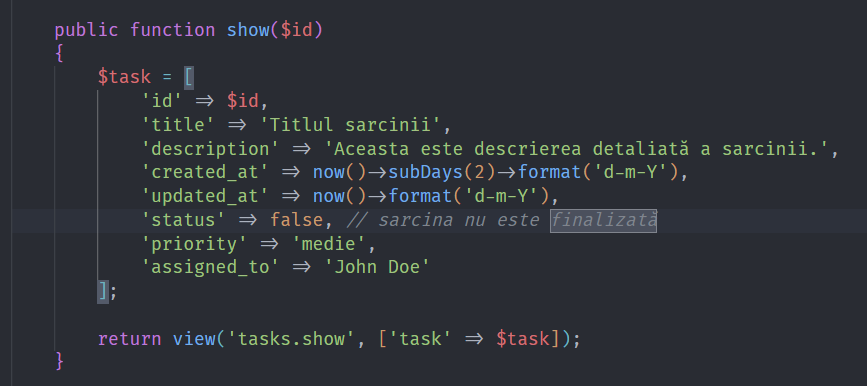 public function show($id)
{
$task = [
'id' => $id,
'title' => 'Titlul sarcinii',
'description' => 'Aceasta este descrierea detaliată a sarcinii.',
'created_at' => now()->subDays(2)->format('d-m-Y'),
'updated_at' => now()->format('d-m-Y'),
'status' => false, // sarcina nu este finalizată
'priority' => 'medie',
'assigned_to' => 'John Doe'
];
return view('tasks.show', ['task' => $task]);
}